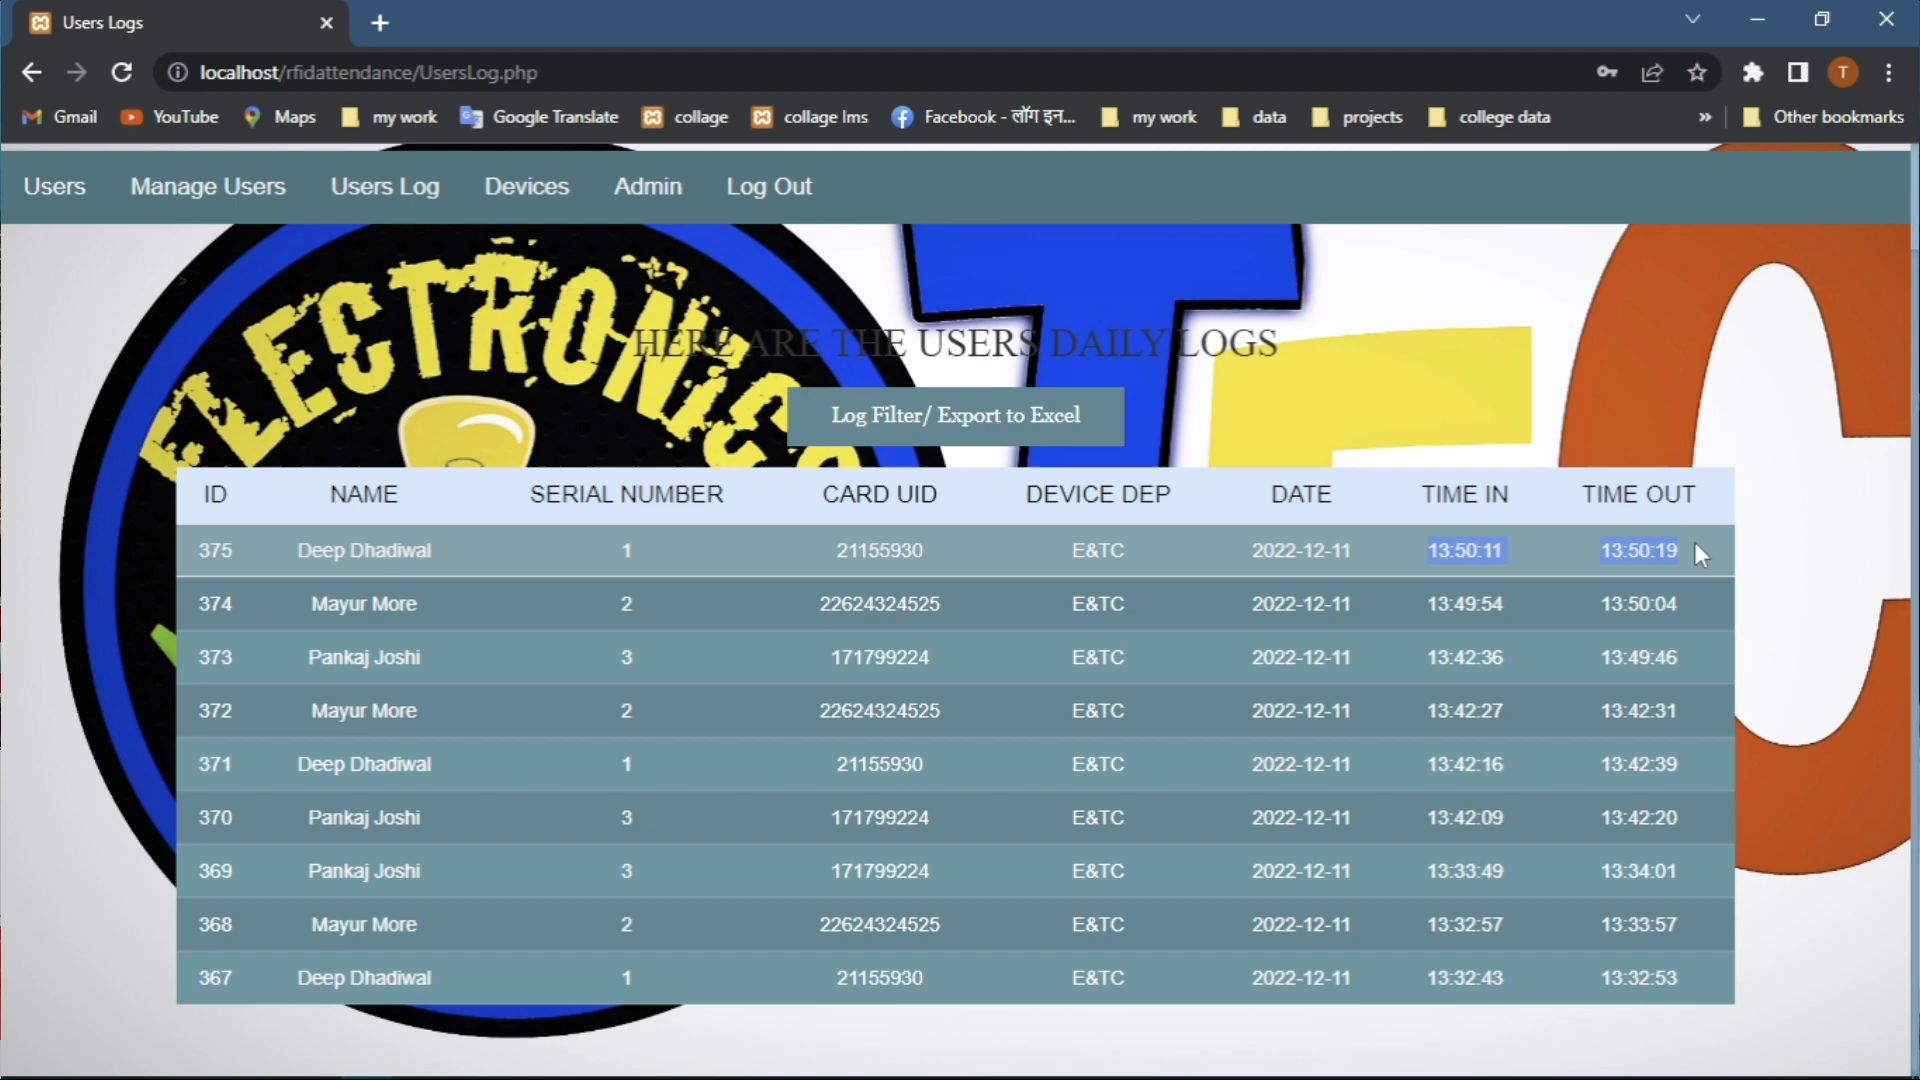 Users Logs
localhost/rfidattendance/UsersLog.php
T
Gmail YouTube Maps my work Google Translate collage collage lms Facebook - लॉग इन... my work data projects college data » Other bookmarks
Users Manage Users Users Log Devices Admin Log Out
ELECTRONICS
HERE ARE THE USERS DAILY LOGS
Log Filter/ Export to Excel
ID NAME SERIAL NUMBER CARD UID DEVICE DEP DATE TIME IN TIME OUT
375 Deep Dhadiwal 1 21155930 E&TC 2022-12-11 13:50:11 13:50:19
374 Mayur More 2 22624324525 E&TC 2022-12-11 13:49:54 13:50:04
373 Pankaj Joshi 3 171799224 E&TC 2022-12-11 13:42:36 13:49:46
372 Mayur More 2 22624324525 E&TC 2022-12-11 13:42:27 13:42:31
371 Deep Dhadiwal 1 21155930 E&TC 2022-12-11 13:42:16 13:42:39
370 Pankaj Joshi 3 171799224 E&TC 2022-12-11 13:42:09 13:42:20
369 Pankaj Joshi 3 171799224 E&TC 2022-12-11 13:33:49 13:34:01
368 Mayur More 2 22624324525 E&TC 2022-12-11 13:32:57 13:33:57
367 Deep Dhadiwal 1 21155930 E&TC 2022-12-11 13:32:43 13:32:53